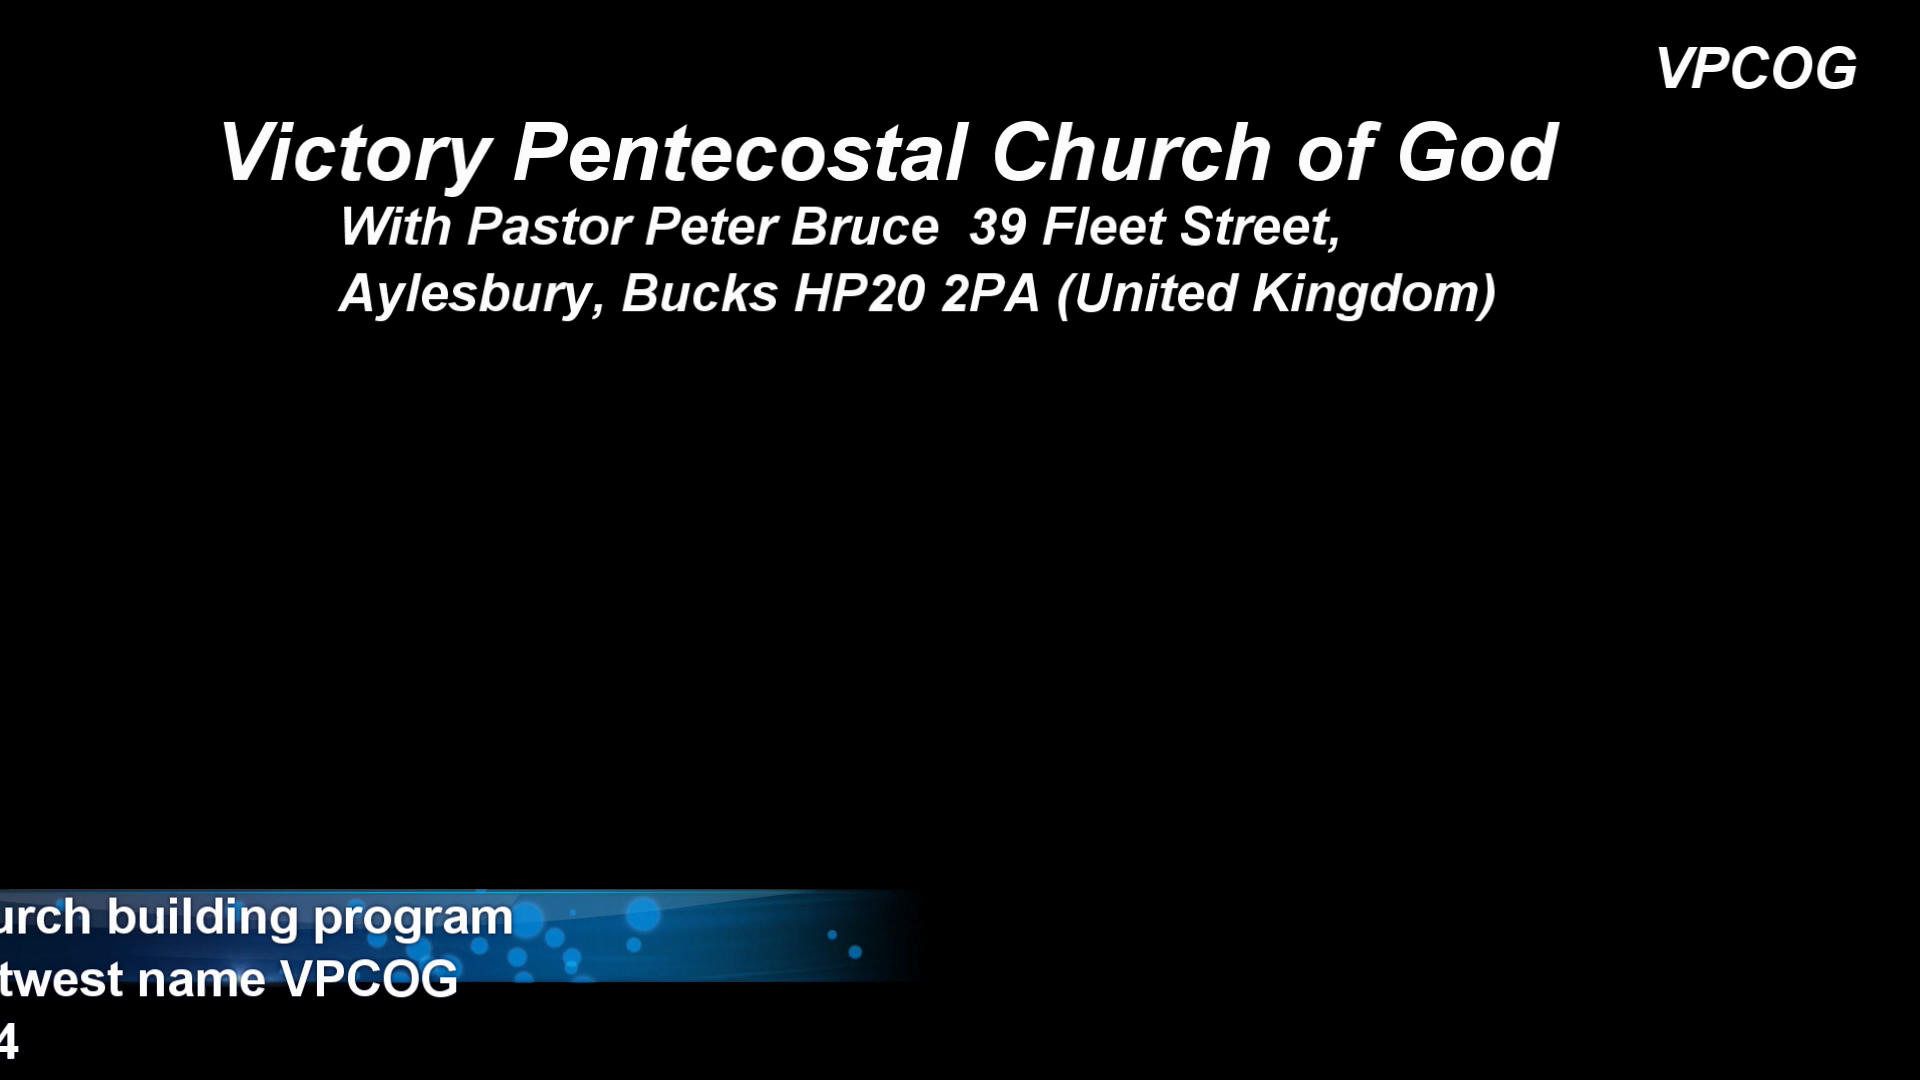 VPCOG
Victory Pentecostal Church of God
With Pastor Peter Bruce 39 Fleet Street,
Aylesbury, Bucks HP20 2PA (United Kingdom)
urch building program
twest name VPCOG
4